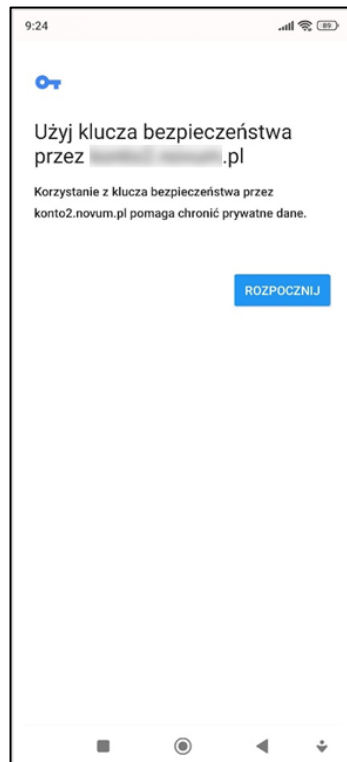 9:24
89
Użyj klucza bezpieczeństwa
przez .pl
Korzystanie z klucza bezpieczeństwa przez
konto2.novum.pl pomaga chronić prywatne dane.
ROZPOCZNIJ